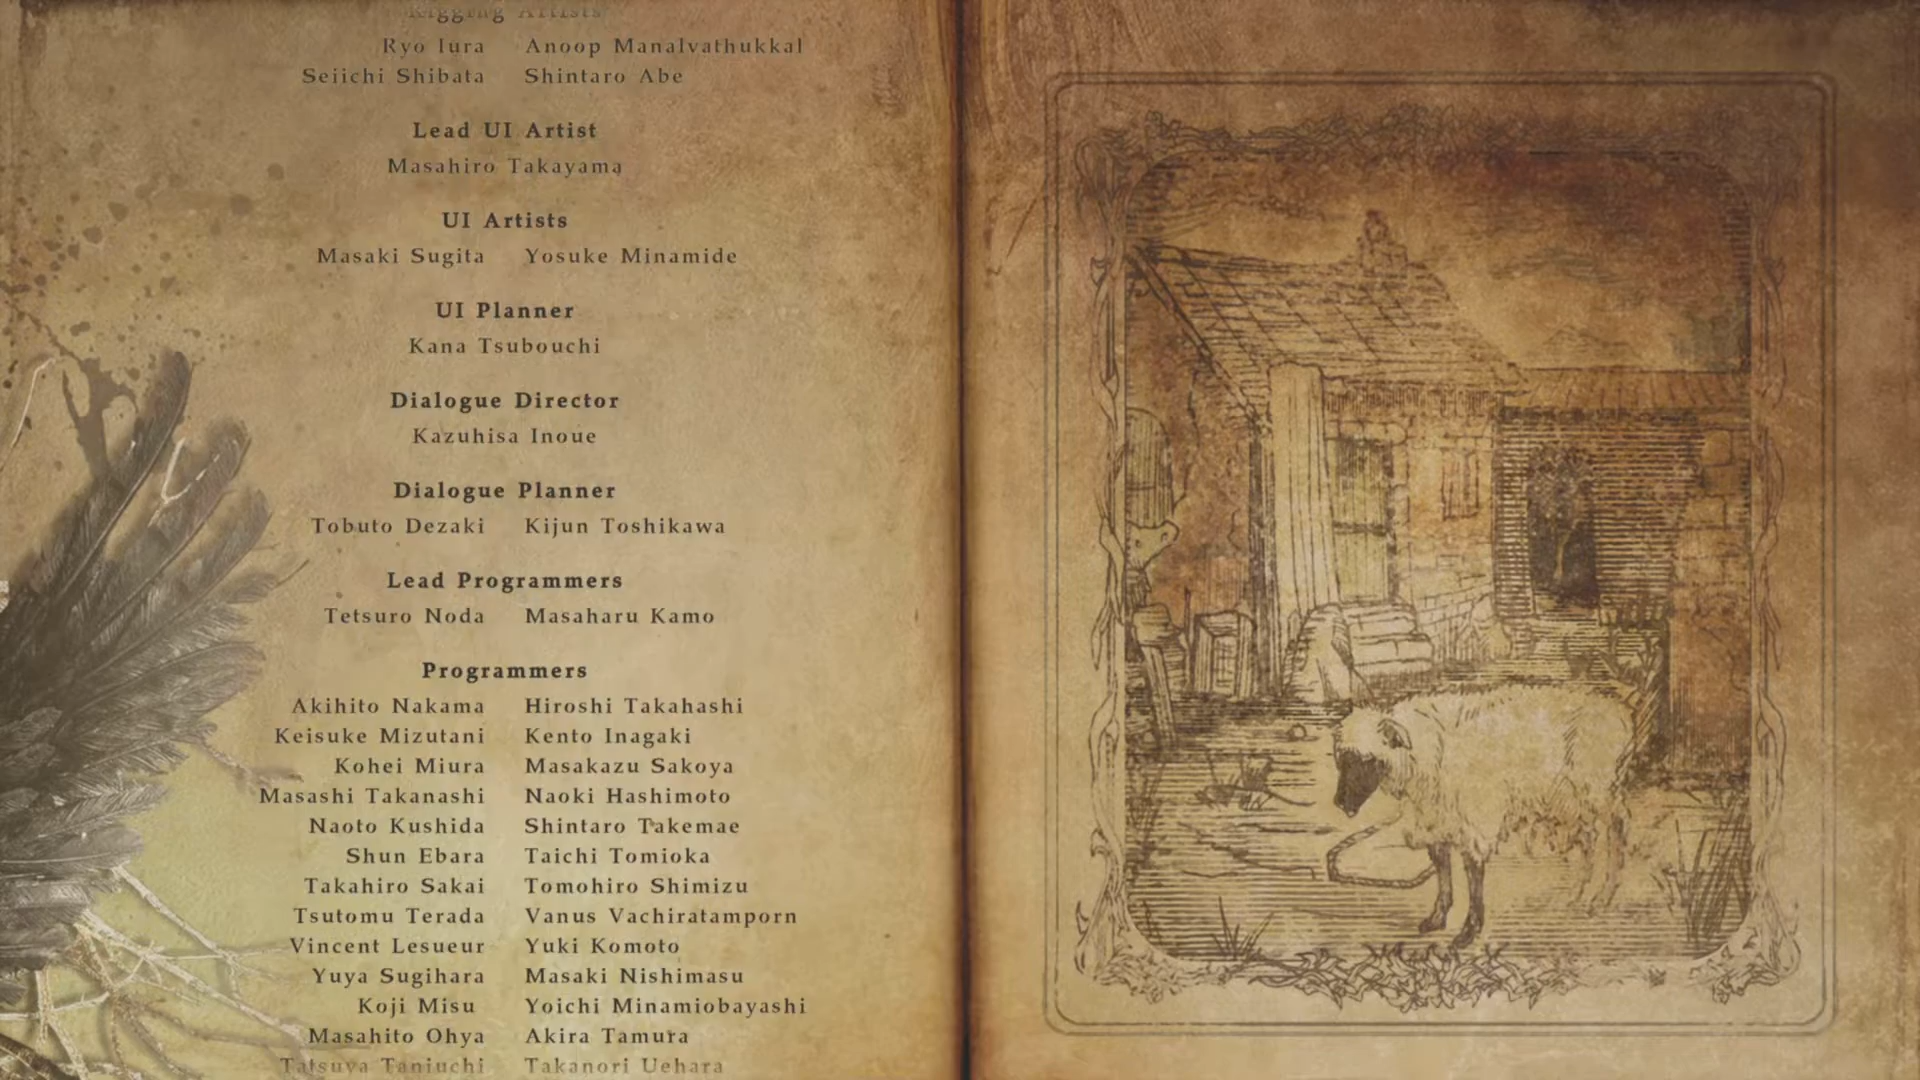 Rigging Artists
Ryo Iura Anoop Manalvathukkal
Seiichi Shibata Shintaro Abe
Lead UI Artist
Masahiro Takayama
UI Artists
Masaki Sugita Yosuke Minamide
UI Planner
Kana Tsubouchi
Dialogue Director
Kazuhisa Inoue
Dialogue Planner
Tobuto Dezaki Kijun Toshikawa
Lead Programmers
Tetsuro Noda Masaharu Kamo
Programmers
Akihito Nakama Hiroshi Takahashi
Keisuke Mizutani Kento Inagaki
Kohei Miura Masakazu Sakoya
Masashi Takanashi Naoki Hashimoto
Naoto Kushida Shintaro Takemae
Shun Ebara Taichi Tomioka
Takahiro Sakai Tomohiro Shimizu
Tsutomu Terada Vanus Vachiratamporn
Vincent Lesueur Yuki Komoto
Yuya Sugihara Masaki Nishimasu
Koji Misu Yoichi Minamiobayashi
Masahito Ohya Akira Tamura
Tatsuya Taniuchi Takanori Uehara